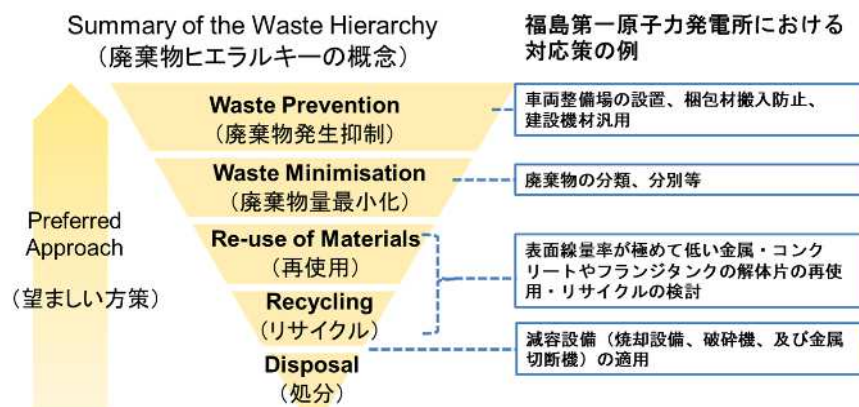 Summary of the Waste Hierarchy
(廃棄物ヒエラルキーの概念)
福島第一原子力発電所における
対応策の例
Waste Prevention
(廃棄物発生抑制)
車両整備場の設置、梱包材搬入防止、
建設機材汎用
Waste Minimisation
(廃棄物量最小化)
廃棄物の分類、分別等
Preferred
Approach
(望ましい方策)
Re-use of Materials
(再使用)
Recycling
(リサイクル)
表面線量率が極めて低い金属・コンク
リートやフランジタンクの解体片の再使
用・リサイクルの検討
Disposal
(処分)
減容設備(焼却設備、破砕機、及び金属
切断機)の適用